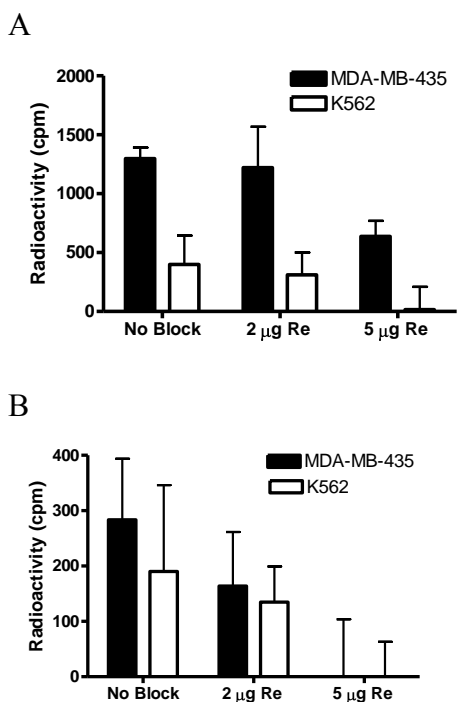 A
Radioactivity (cpm)
2000
1500
1000
500
0
MDA-MB-435
K562
No Block 2 μg Re 5 μg Re
B
Radioactivity (cpm)
400
300
200
100
0
MDA-MB-435
K562
No Block 2 μg Re 5 μg Re